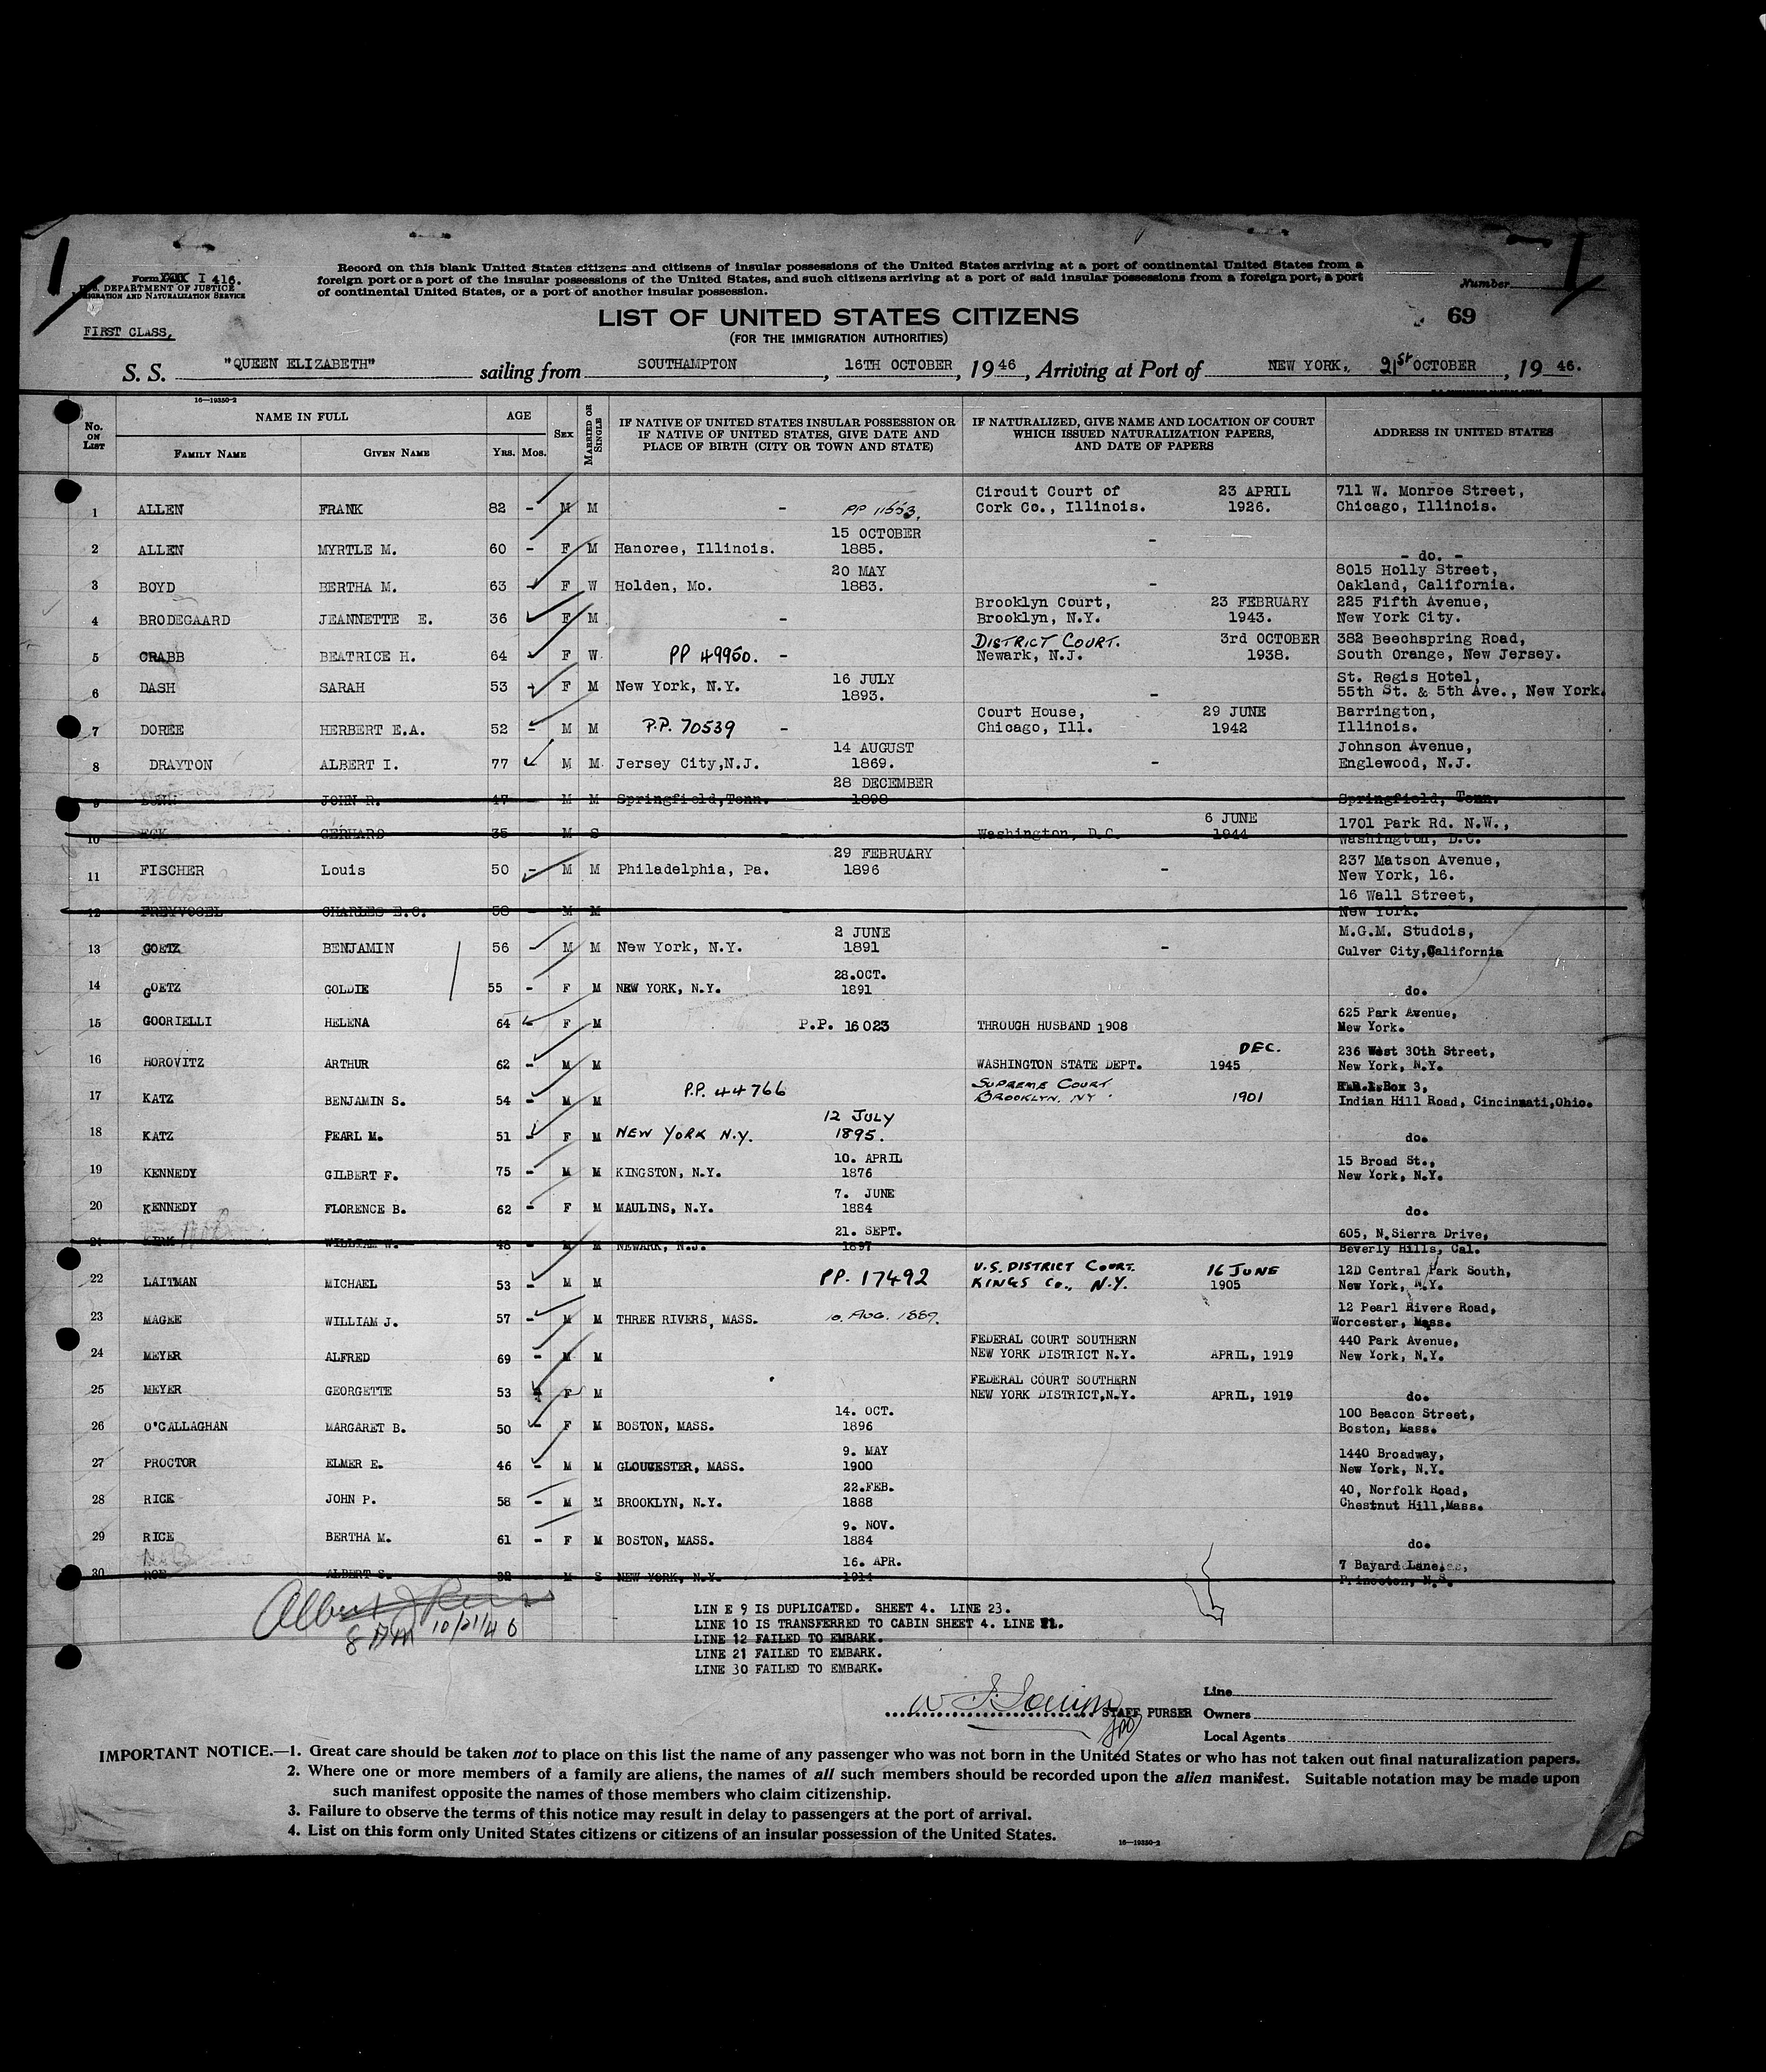 Form I 416.
U.S. DEPARTMENT OF JUSTICE
IMMIGRATION AND NATURALIZATION SERVICE
FIRST CLASS,
Record on this blank United States citizens and citizens of insular possessions of the United States arriving at a port of continental United States from a
foreign port or a port of the insular possessions of the United States, and such citizens arriving at a port of said insular possessions from a foreign port, a port
of continental United States, or a port of another insular possession.
Number 1
LIST OF UNITED STATES CITIZENS
(FOR THE IMMIGRATION AUTHORITIES)
69
S. S. "QUEEN ELIZABETH" sailing from SOUTHAMPTON, 16TH OCTOBER, 1946, Arriving at Port of NEW YORK, 21st OCTOBER, 19 46.
16—19350-2
No. ON LIST
NAME IN FULL
FAMILY NAME GIVEN NAME
AGE
YRS. MOS.
SEX
MARRIED OR SINGLE
IF NATIVE OF UNITED STATES INSULAR POSSESSION OR
IF NATIVE OF UNITED STATES, GIVE DATE AND
PLACE OF BIRTH (CITY OR TOWN AND STATE)
IF NATURALIZED, GIVE NAME AND LOCATION OF COURT
WHICH ISSUED NATURALIZATION PAPERS,
AND DATE OF PAPERS
ADDRESS IN UNITED STATES
Circuit Court of 23 APRIL 711 W. Monroe Street,
1 ALLEN FRANK 82 - M M - PP 11553. Cork Co., Illinois. 1926. Chicago, Illinois.
15 OCTOBER
2 ALLEN MYRTLE M. 60 - F M Hanoree, Illinois. 1885. - - do. -
20 MAY 8015 Holly Street,
3 BOYD BERTHA M. 63 - F W Holden, Mo. 1883. - Oakland, California.
Brooklyn Court, 23 FEBRUARY 225 Fifth Avenue,
4 BRODEGAARD JEANNETTE E. 36 - F M - Brooklyn, N.Y. 1943. New York City.
DISTRICT COURT. 3rd OCTOBER 382 Beechspring Road,
5 CRABB BEATRICE H. 64 - F W. PP 49950. - Newark, N.J. 1938. South Orange, New Jersey.
16 JULY St. Regis Hotel,
6 DASH SARAH 53 - F M New York, N.Y. 1893. - 55th St. & 5th Ave., New York.
Court House, 29 JUNE Barrington,
7 DOREE HERBERT E.A. 52 - M M P.P. 70539 - Chicago, Ill. 1942 Illinois.
14 AUGUST Johnson Avenue,
8 DRAYTON ALBERT I. 77 - M M. Jersey City,N.J. 1869. - Englewood, N.J.
28 DECEMBER
9 JOHN R. 47 - M M Springfield,Tenn. 1898 Springfield, Tenn.
6 JUNE 1701 Park Rd. N.W.,
10 ECK GERHARD 35 - M S - Washington, D.C. 1944 Washington, D.C.
29 FEBRUARY 237 Matson Avenue,
11 FISCHER Louis 50 - M M Philadelphia, Pa. 1896 - New York, 16.
16 Wall Street,
12 FREYVOGEL CHARLES E.C. 58 - M M - New York.
2 JUNE M.G.M. Studois,
13 GOETZ BENJAMIN 56 - M M New York, N.Y. 1891 - Culver City,California
28.OCT.
14 GOETZ GOLDIE 55 - F M NEW YORK, N.Y. 1891 do.
625 Park Avenue,
15 GOORIELLI HELENA 64 - F M P.P. 16023 THROUGH HUSBAND 1908 New York.
DEC. 236 West 30th Street,
16 HOROVITZ ARTHUR 62 - M M WASHINGTON STATE DEPT. 1945 New York, N.Y.
SUPREME COURT Box 3,
17 KATZ BENJAMIN S. 54 - M M P.P. 44766 BROOKLYN. NY. 1901 Indian Hill Road, Cincinnati,Ohio.
12 JULY
18 KATZ PEARL M. 51 - F M NEW YORK N.Y. 1895. do.
10. APRIL 15 Broad St.,
19 KENNEDY GILBERT F. 75 - M M KINGSTON, N.Y. 1876 New York, N.Y.
7. JUNE
20 KENNEDY FLORENCE B. 62 - F M MAULINS, N.Y. 1884 do.
21. SEPT. 605, N.Sierra Drive,
21 KERK WILLIAM W. 48 - M M NEWARK, N.J. 1897 Beverly Hills, Cal.
U.S. DISTRICT COURT. 16 JUNE 12D Central Park South,
22 LAITMAN MICHAEL 53 - M M PP. 17492 KINGS Co., N.Y. 1905 New York, N.Y.
12 Pearl Rivere Road,
23 MAGEE WILLIAM J. 57 - M M THREE RIVERS, MASS. 10. AUG. 1889. Worcester, Mass.
FEDERAL COURT SOUTHERN 440 Park Avenue,
24 MEYER ALFRED 69 - M M NEW YORK DISTRICT N.Y. APRIL, 1919 New York, N.Y.
FEDERAL COURT SOUTHERN
25 MEYER GEORGETTE 53 F M NEW YORK DISTRICT,N.Y. APRIL, 1919 do.
14. OCT. 100 Beacon Street,
26 O'CALLAGHAN MARGARET B. 50 - F M BOSTON, MASS. 1896 Boston, Mass.
9. MAY 1440 Broadway,
27 PROCTOR ELMER E. 46 - M M GLOUCESTER, MASS. 1900 New York, N.Y.
22.FEB. 40, Norfolk Road,
28 RICE JOHN P. 58 - M M BROOKLYN, N.Y. 1888 Chestnut Hill,Mass.
9. NOV.
29 RICE BERTHA M. 61 - F M BOSTON, MASS. 1884 do.
16. APR. 7 Bayard Lane,
30 ROE ALBERT S. 32 - M S NEW YORK, N.Y. 1914 Princeton, N.J.
8 PM 10/21/46
LIN E 9 IS DUPLICATED. SHEET 4. LINE 23.
LINE 10 IS TRANSFERRED TO CABIN SHEET 4. LINE
LINE 12 FAILED TO EMBARK.
LINE 21 FAILED TO EMBARK.
LINE 30 FAILED TO EMBARK.
STAFF PURSER
Line
Owners
Local Agents
IMPORTANT NOTICE.—1. Great care should be taken not to place on this list the name of any passenger who was not born in the United States or who has not taken out final naturalization papers.
2. Where one or more members of a family are aliens, the names of all such members should be recorded upon the alien manifest. Suitable notation may be made upon
such manifest opposite the names of those members who claim citizenship.
3. Failure to observe the terms of this notice may result in delay to passengers at the port of arrival.
4. List on this form only United States citizens or citizens of an insular possession of the United States.
16—19350-2